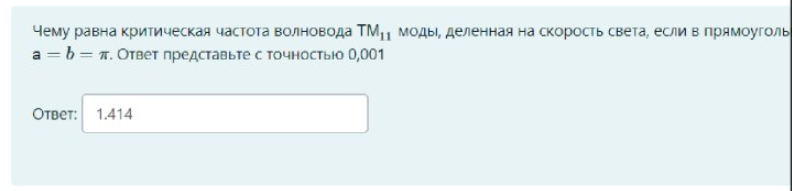 Чему равна критическая частота волновода TM₁₁ моды, деленная на скорость света, если в прямоуголь
a = b = π. Ответ представьте с точностью 0,001
Ответ: 1.414